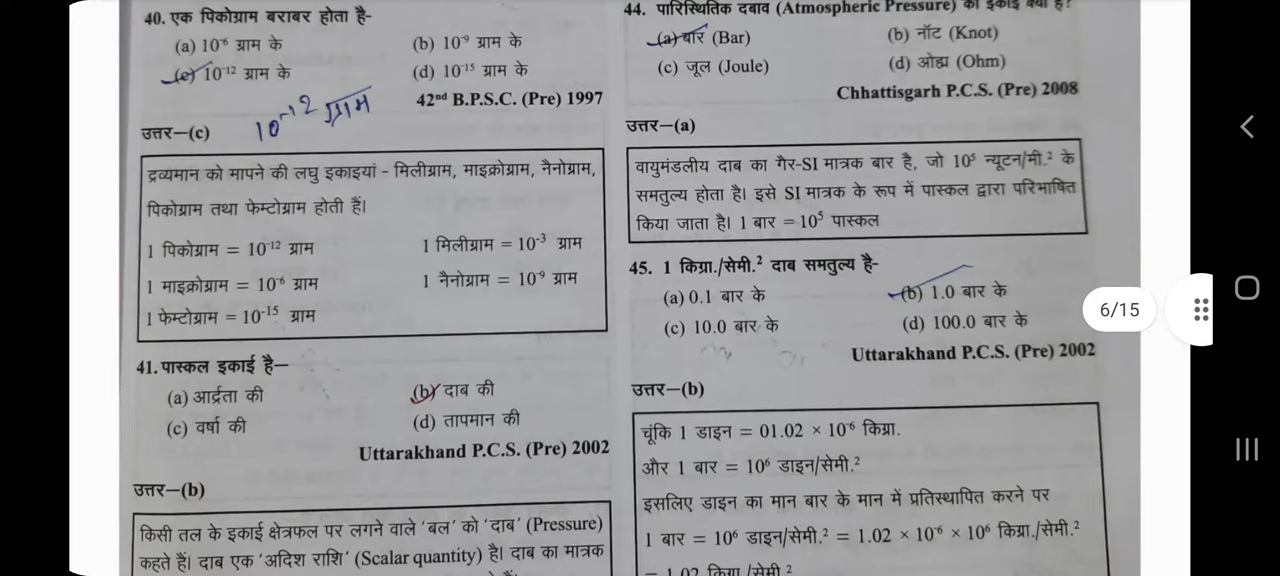 40. एक पिकोग्राम बराबर होता है-
(a) 10⁻⁶ ग्राम के
(b) 10⁻⁹ ग्राम के
(c) 10⁻¹² ग्राम के
(d) 10⁻¹⁵ ग्राम के
42nd B.P.S.C. (Pre) 1997
उत्तर–(c)
10⁻¹² ग्राम
द्रव्यमान को मापने की लघु इकाइयां - मिलीग्राम, माइक्रोग्राम, नैनोग्राम,
पिकोग्राम तथा फेम्टोग्राम होती हैं।
1 पिकोग्राम = 10⁻¹² ग्राम
1 मिलीग्राम = 10⁻³ ग्राम
1 माइक्रोग्राम = 10⁻⁶ ग्राम
1 नैनोग्राम = 10⁻⁹ ग्राम
1 फेम्टोग्राम = 10⁻¹⁵ ग्राम
41. पास्कल इकाई है–
(a) आर्द्रता की
(b) दाब की
(c) वर्षा की
(d) तापमान की
Uttarakhand P.C.S. (Pre) 2002
उत्तर–(b)
किसी तल के इकाई क्षेत्रफल पर लगने वाले 'बल' को 'दाब' (Pressure)
कहते हैं। दाब एक 'अदिश राशि' (Scalar quantity) है। दाब का मात्रक
44. पारिस्थितिक दबाव (Atmospheric Pressure) की इकाई क्या है?
(a) बार (Bar)
(b) नॉट (Knot)
(c) जूल (Joule)
(d) ओह्म (Ohm)
Chhattisgarh P.C.S. (Pre) 2008
उत्तर–(a)
वायुमंडलीय दाब का गैर-SI मात्रक बार है, जो 10⁵ न्यूटन/मी.² के
समतुल्य होता है। इसे SI मात्रक के रूप में पास्कल द्वारा परिभाषित
किया जाता है। 1 बार = 10⁵ पास्कल
45. 1 किग्रा./सेमी.² दाब समतुल्य है-
(a) 0.1 बार के
(b) 1.0 बार के
(c) 10.0 बार के
(d) 100.0 बार के
Uttarakhand P.C.S. (Pre) 2002
उत्तर–(b)
चूंकि 1 डाइन = 01.02 × 10⁻⁶ किग्रा.
और 1 बार = 10⁶ डाइन/सेमी.²
इसलिए डाइन का मान बार के मान में प्रतिस्थापित करने पर
1 बार = 10⁶ डाइन/सेमी.² = 1.02 × 10⁻⁶ × 10⁶ किग्रा./सेमी.²
= 1.02 किग्रा./सेमी.²
6/15